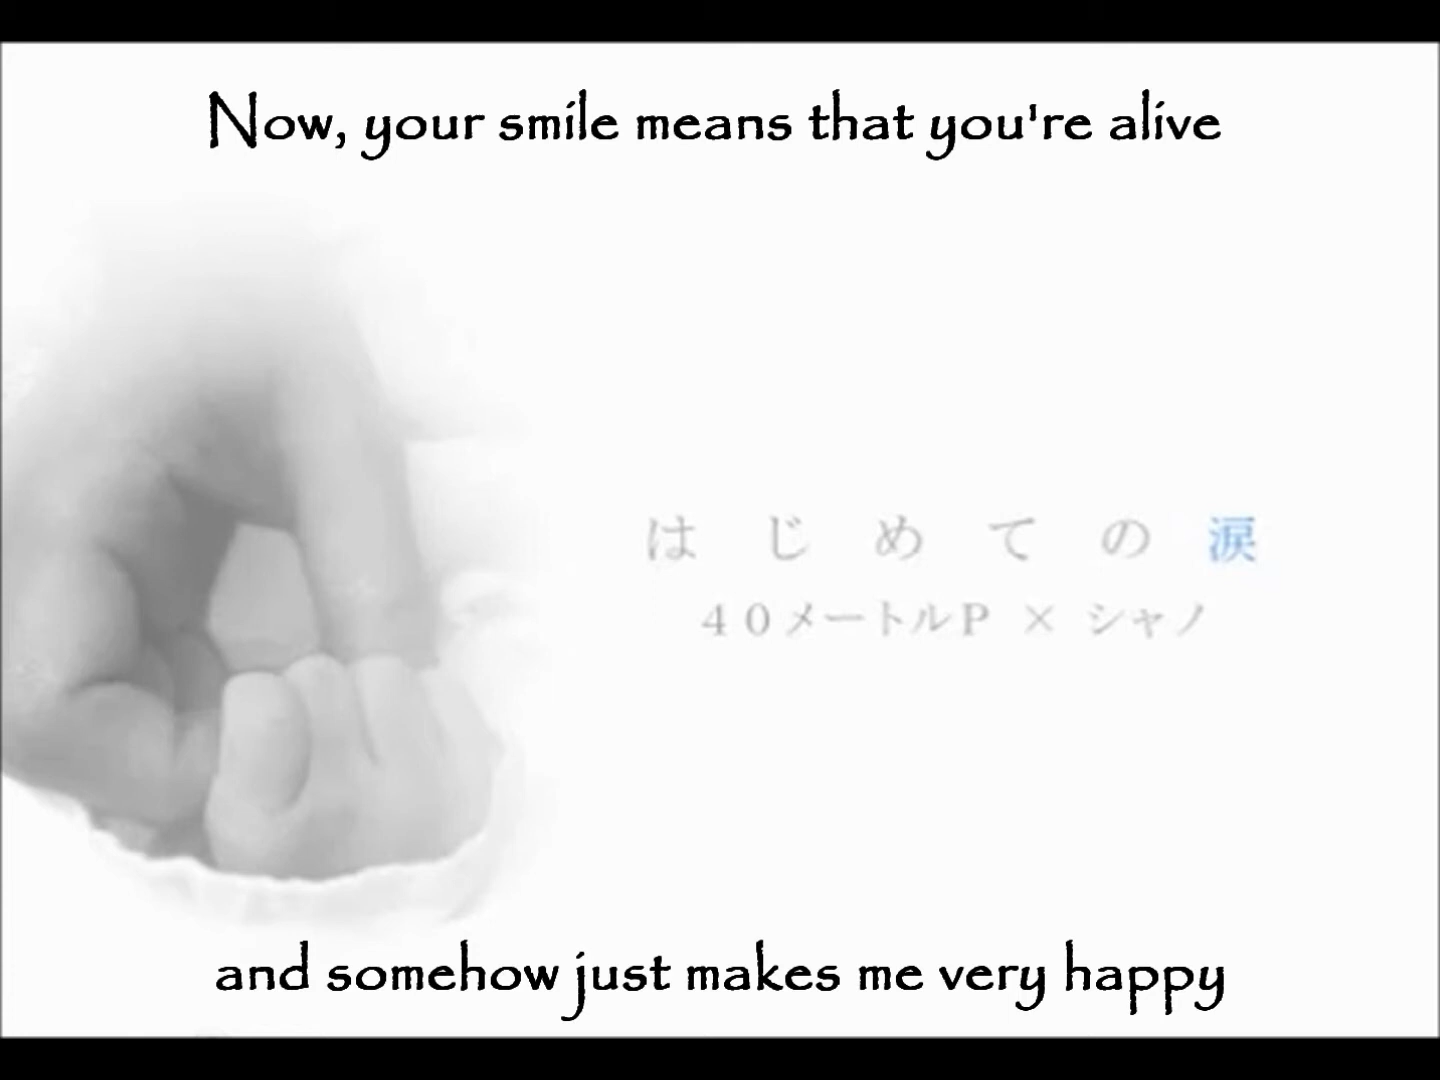 Now, your smile means that you're alive
はじめての涙
40メートルP × シャノ
and somehow just makes me very happy